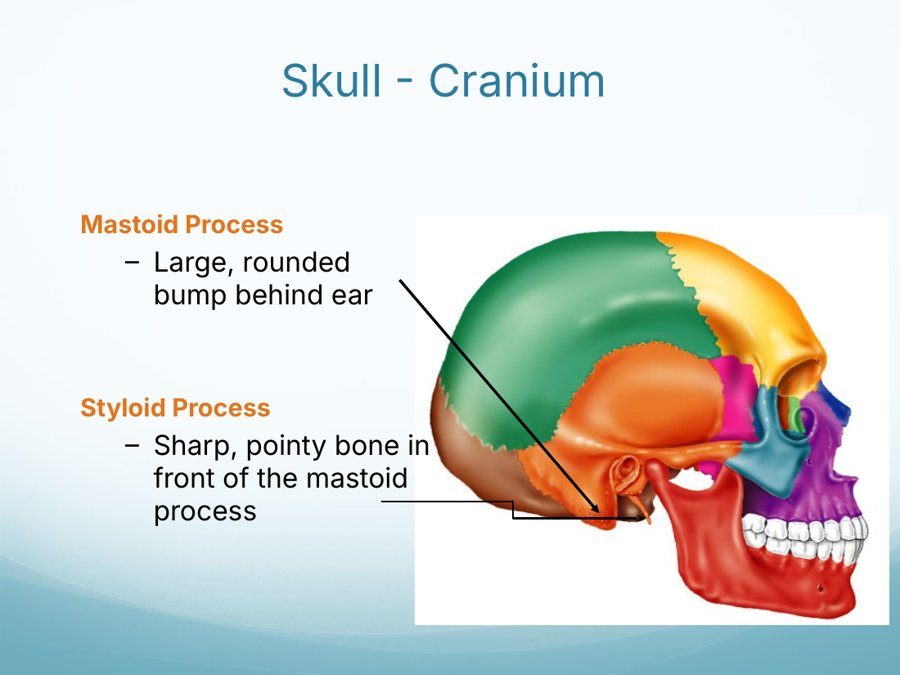 Skull - Cranium
Mastoid Process
– Large, rounded
bump behind ear
Styloid Process
– Sharp, pointy bone in
front of the mastoid
process